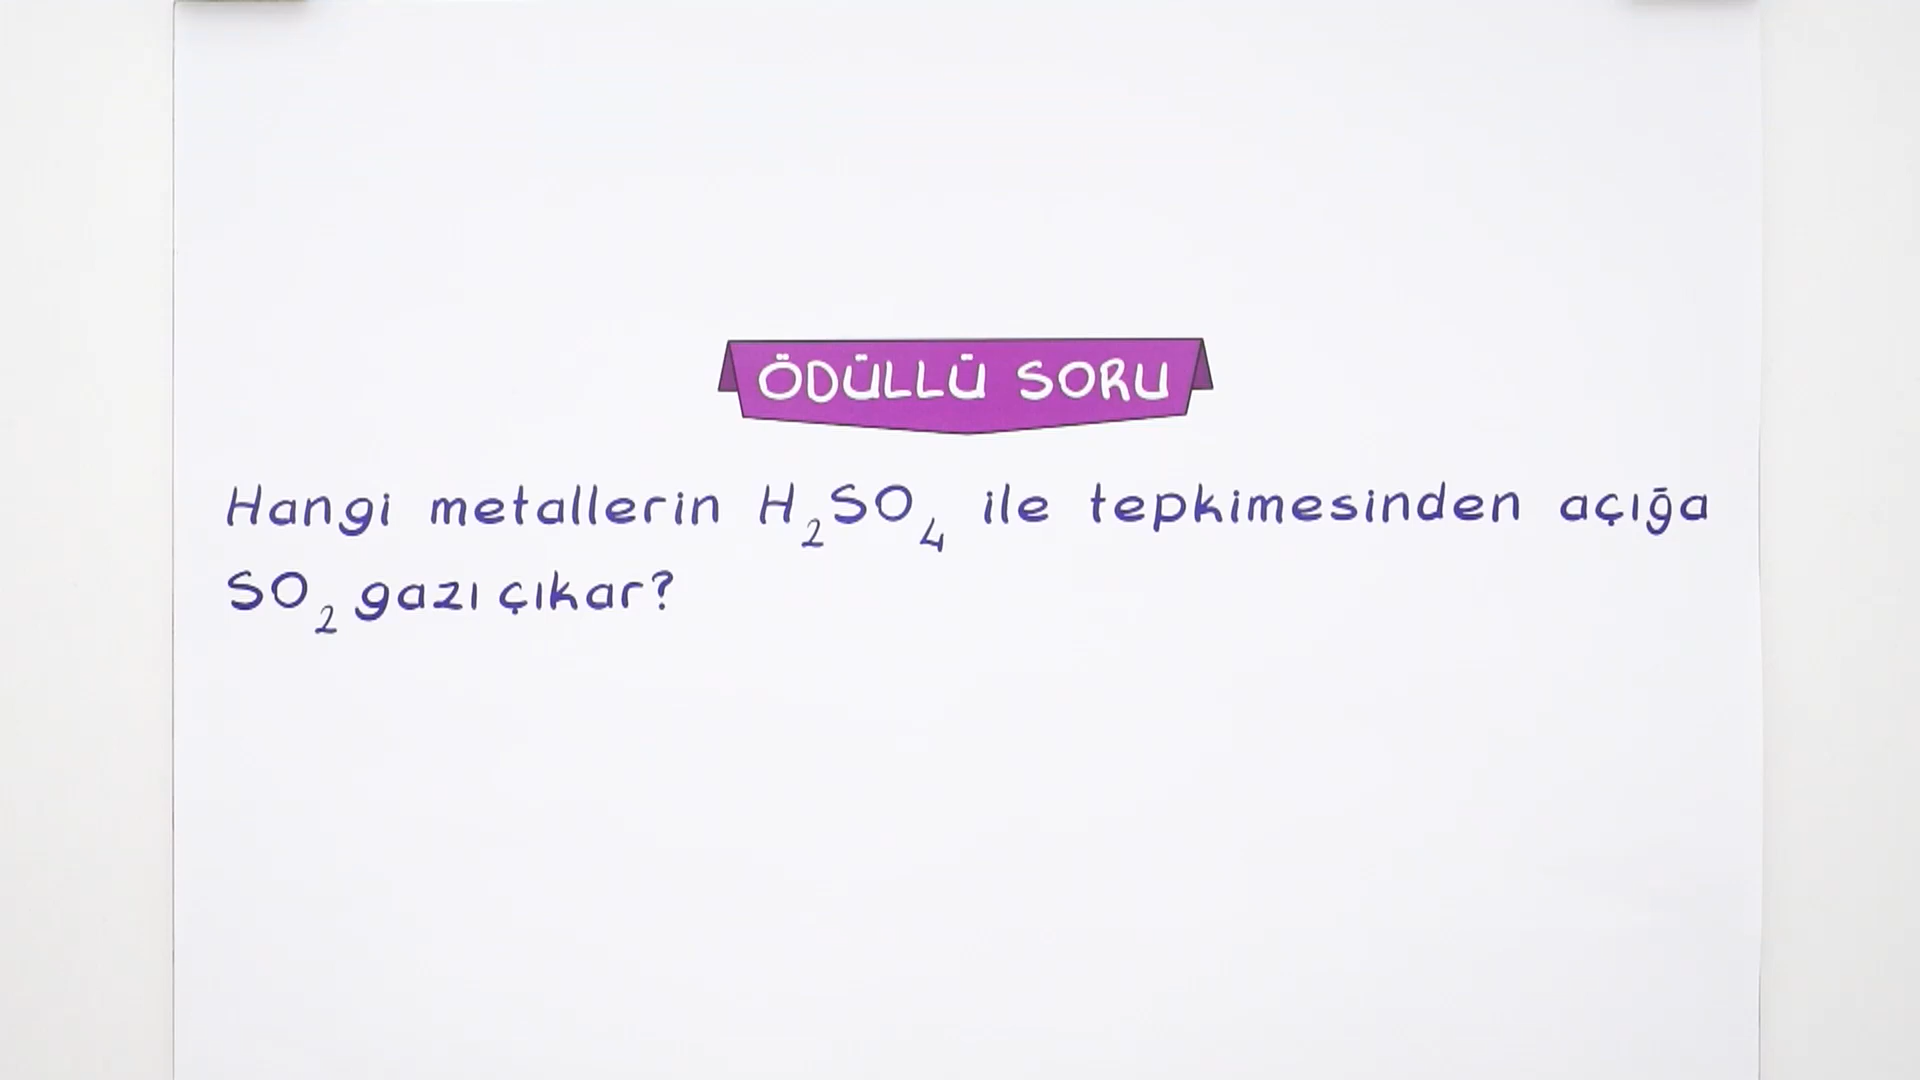 ÖDÜLLÜ SORU
Hangi metallerin H₂SO₄ ile tepkimesinden açığa
SO₂ gazı çıkar?